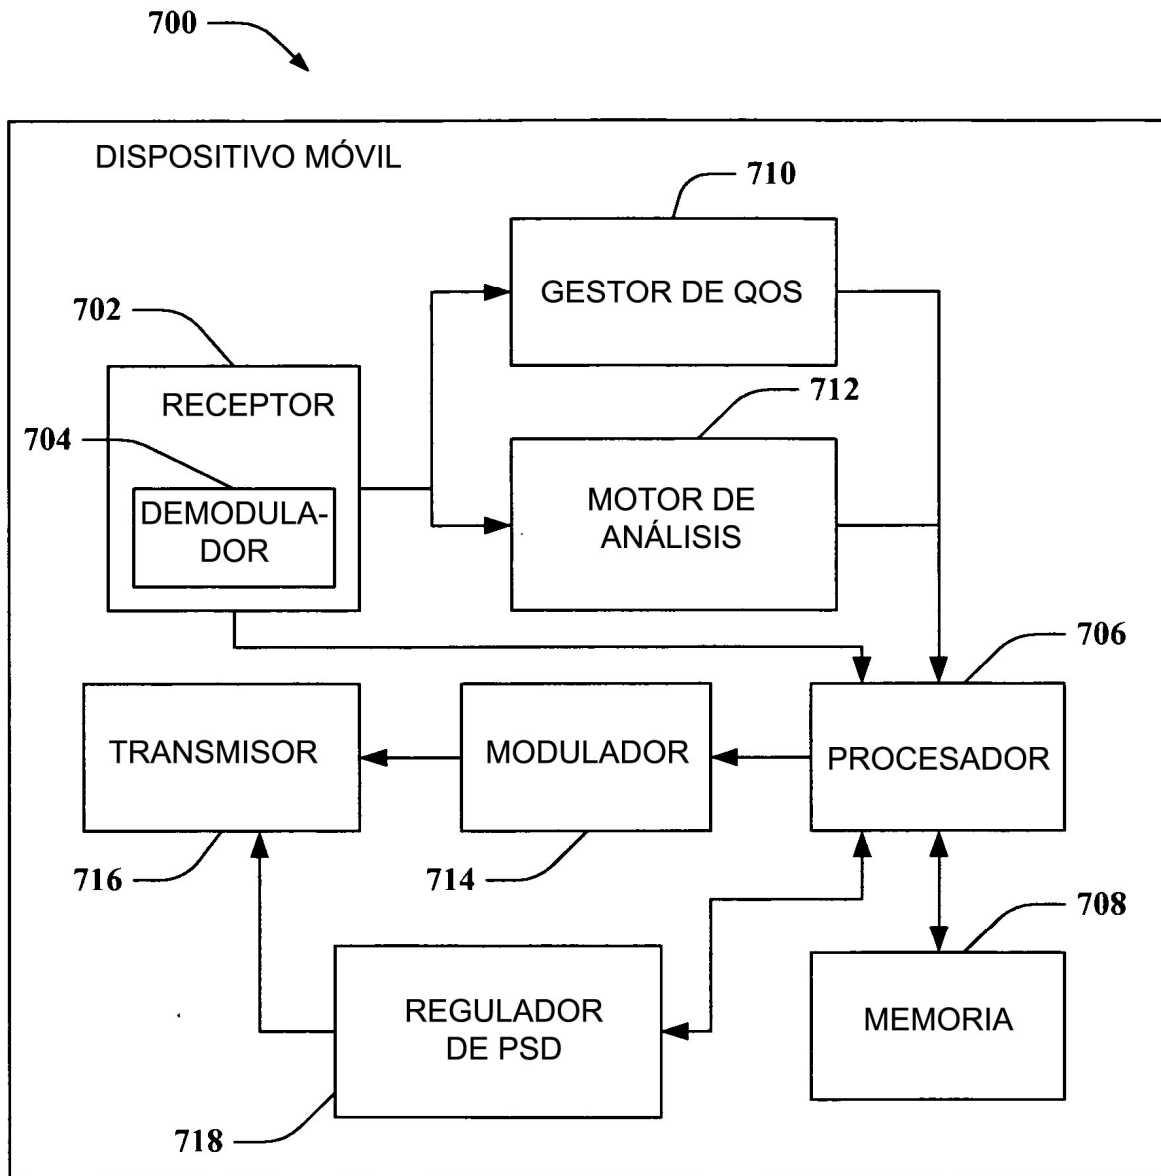 700
DISPOSITIVO MÓVIL
710
GESTOR DE QOS
702
RECEPTOR
712
704
DEMODULA-
DOR
MOTOR DE
ANÁLISIS
706
TRANSMISOR
MODULADOR
PROCESADOR
716
714
708
REGULADOR
DE PSD
MEMORIA
718